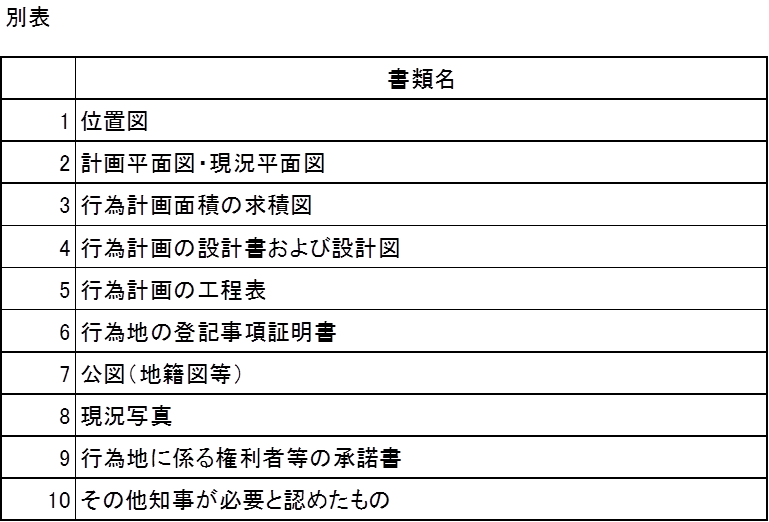 別表
書類名
1 位置図
2 計画平面図・現況平面図
3 行為計画面積の求積図
4 行為計画の設計書および設計図
5 行為計画の工程表
6 行為地の登記事項証明書
7 公図（地籍図等）
8 現況写真
9 行為地に係る権利者等の承諾書
10 その他知事が必要と認めたもの